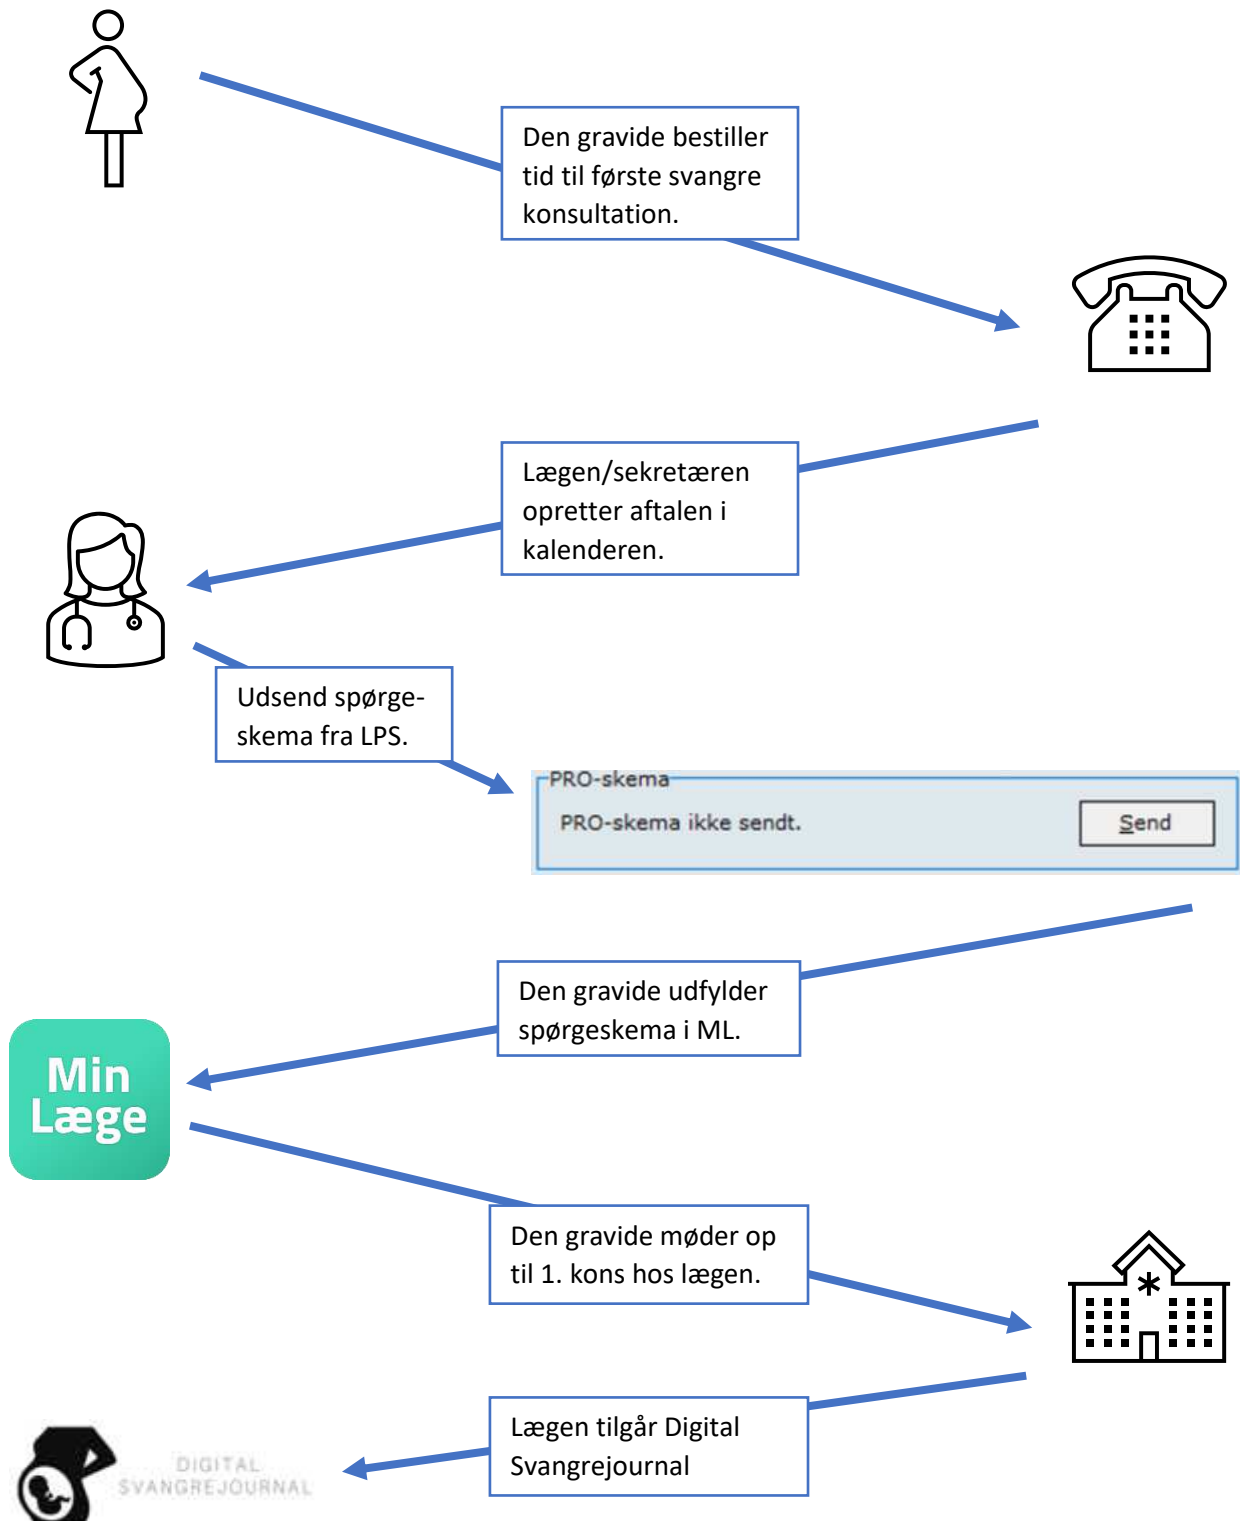 Den gravide bestiller
tid til første svangre
konsultation.
Lægen/sekretæren
opretter aftalen i
kalenderen.
Udsend spørge-
skema fra LPS.
PRO-skema
PRO-skema ikke sendt.
Send
Den gravide udfylder
spørgeskema i ML.
Min
Læge
Den gravide møder op
til 1. kons hos lægen.
Lægen tilgår Digital
Svangrejournal
DIGITAL
SVANGREJOURNAL